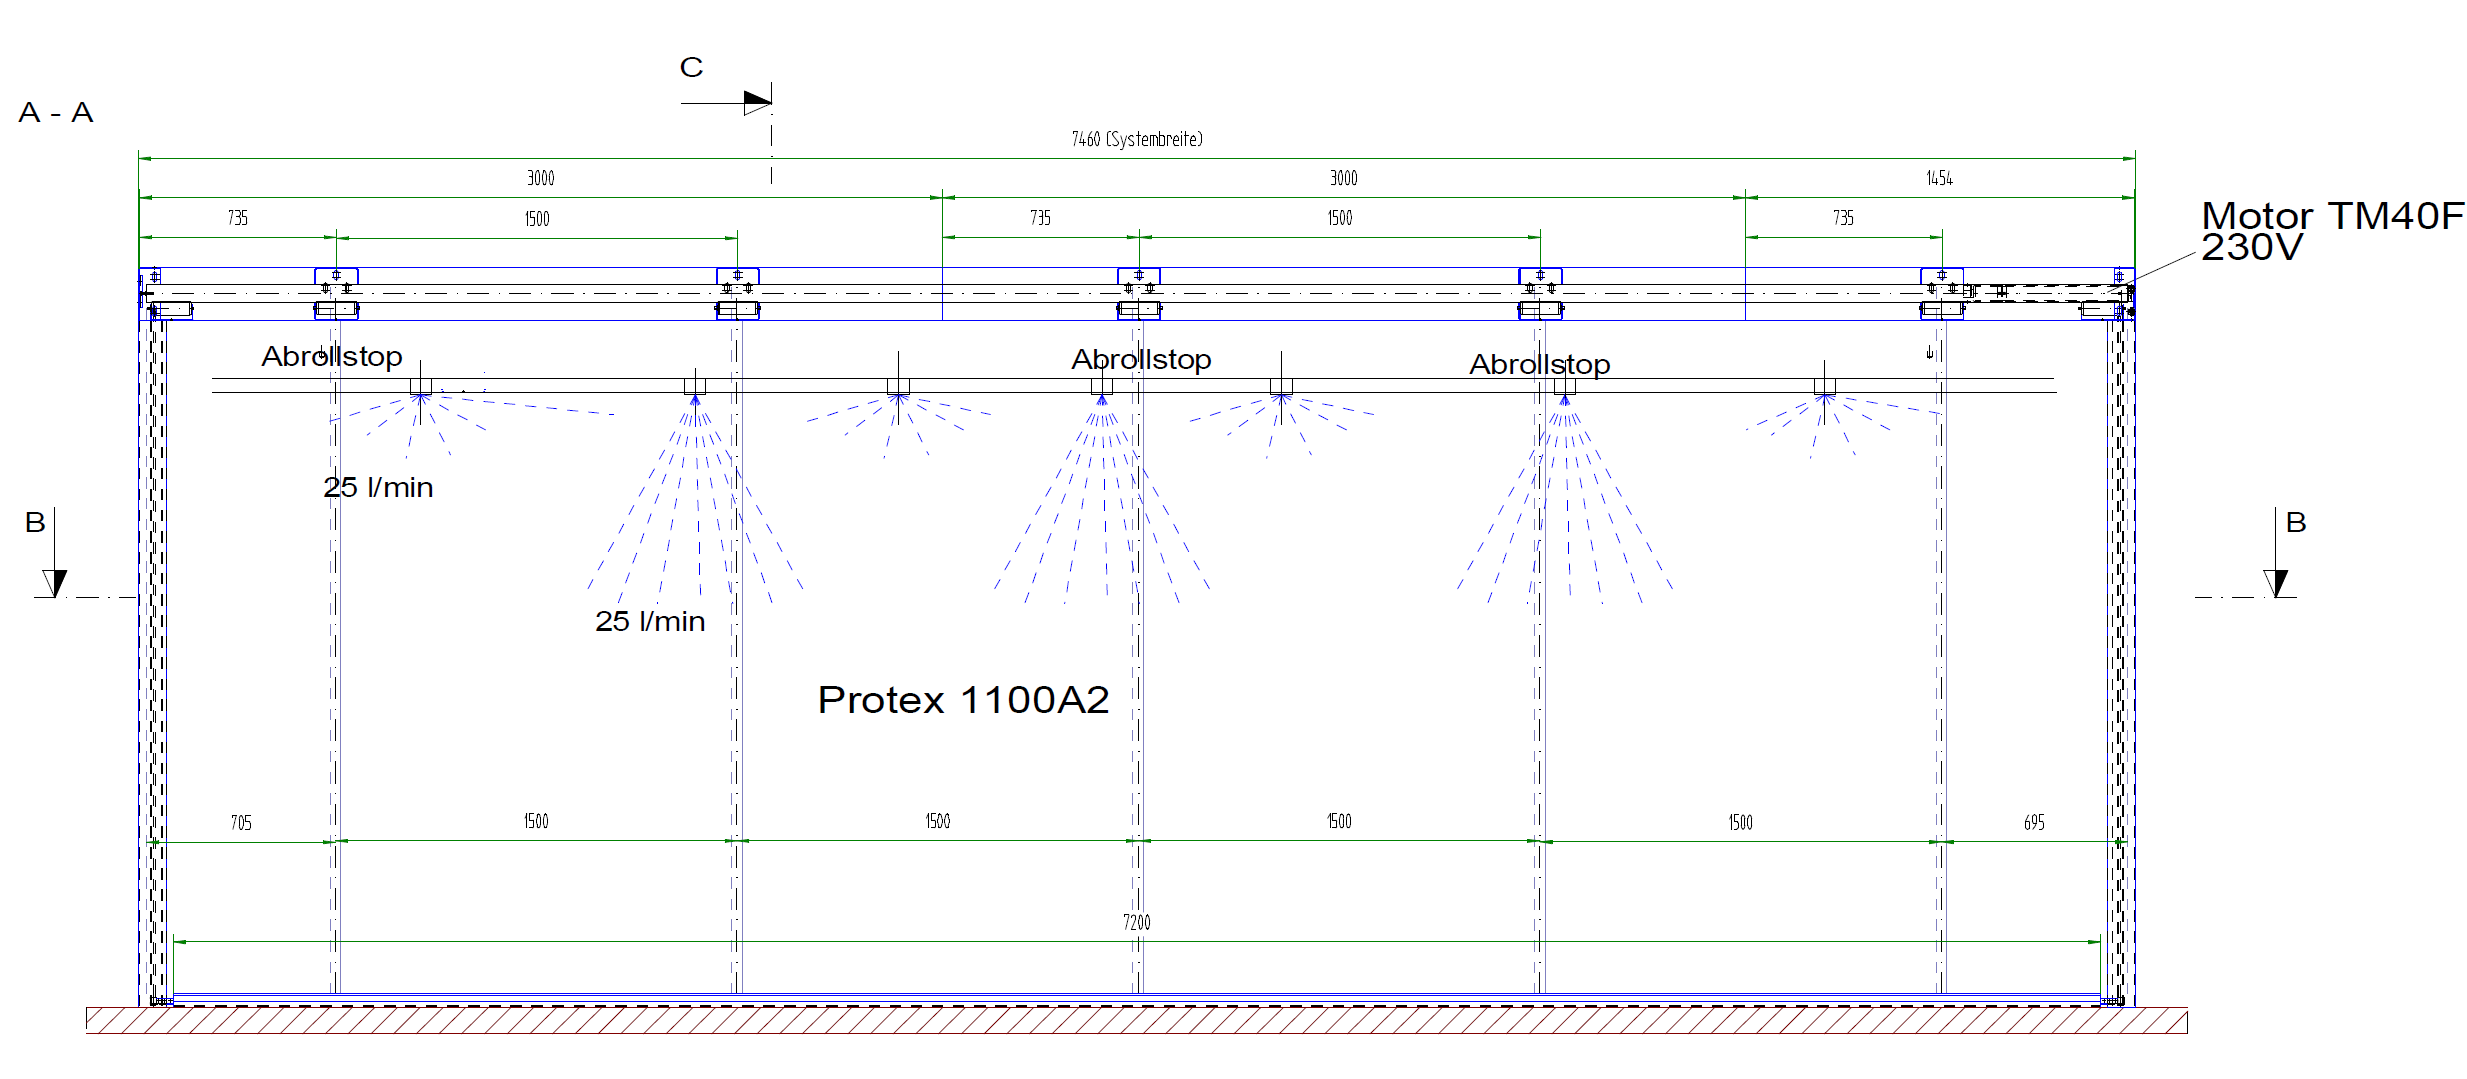 C
A - A
7460 (Systembreite)
3000
3000
1454
735
1500
735
1500
735
Motor TM40F
230V
Abrollstop
Abrollstop
Abrollstop
25 l/min
B
B
25 l/min
Protex 1100A2
705
1500
1500
1500
1500
695
7200